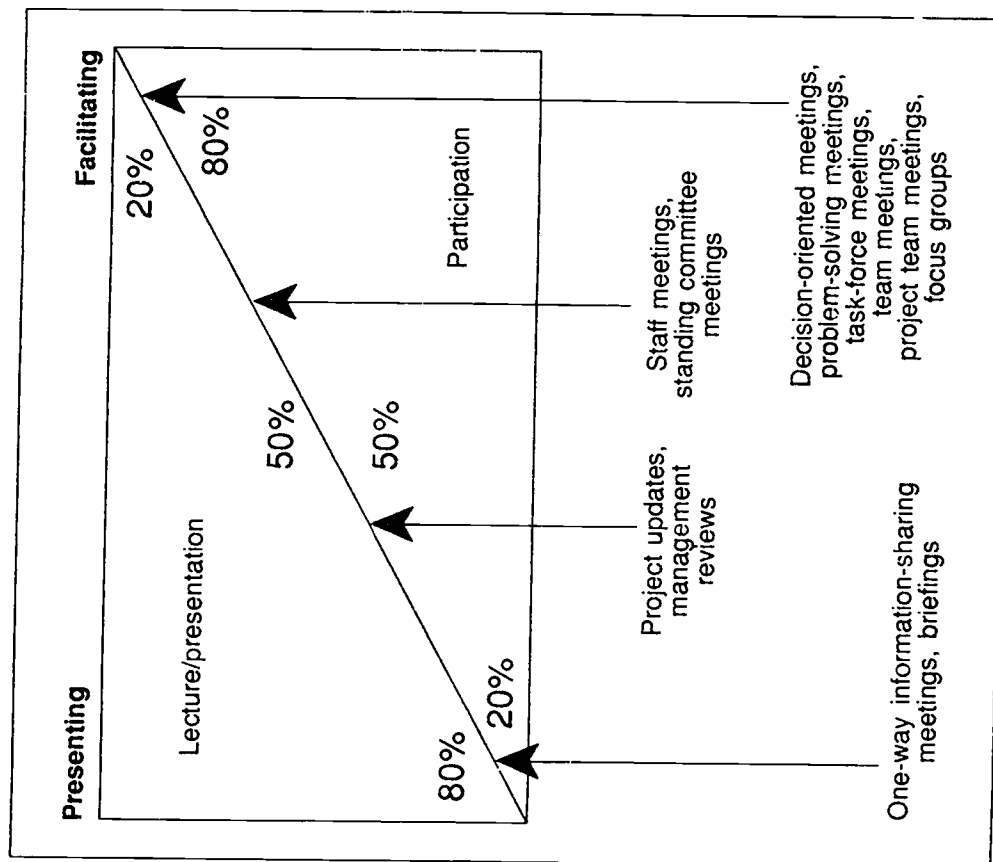 Presenting
Facilitating
Lecture/presentation
20%
80%
50%
50%
Participation
80%
20%
One-way information-sharing
meetings, briefings
Project updates,
management
reviews
Staff meetings,
standing committee
meetings
Decision-oriented meetings,
problem-solving meetings,
task-force meetings,
team meetings,
project team meetings,
focus groups